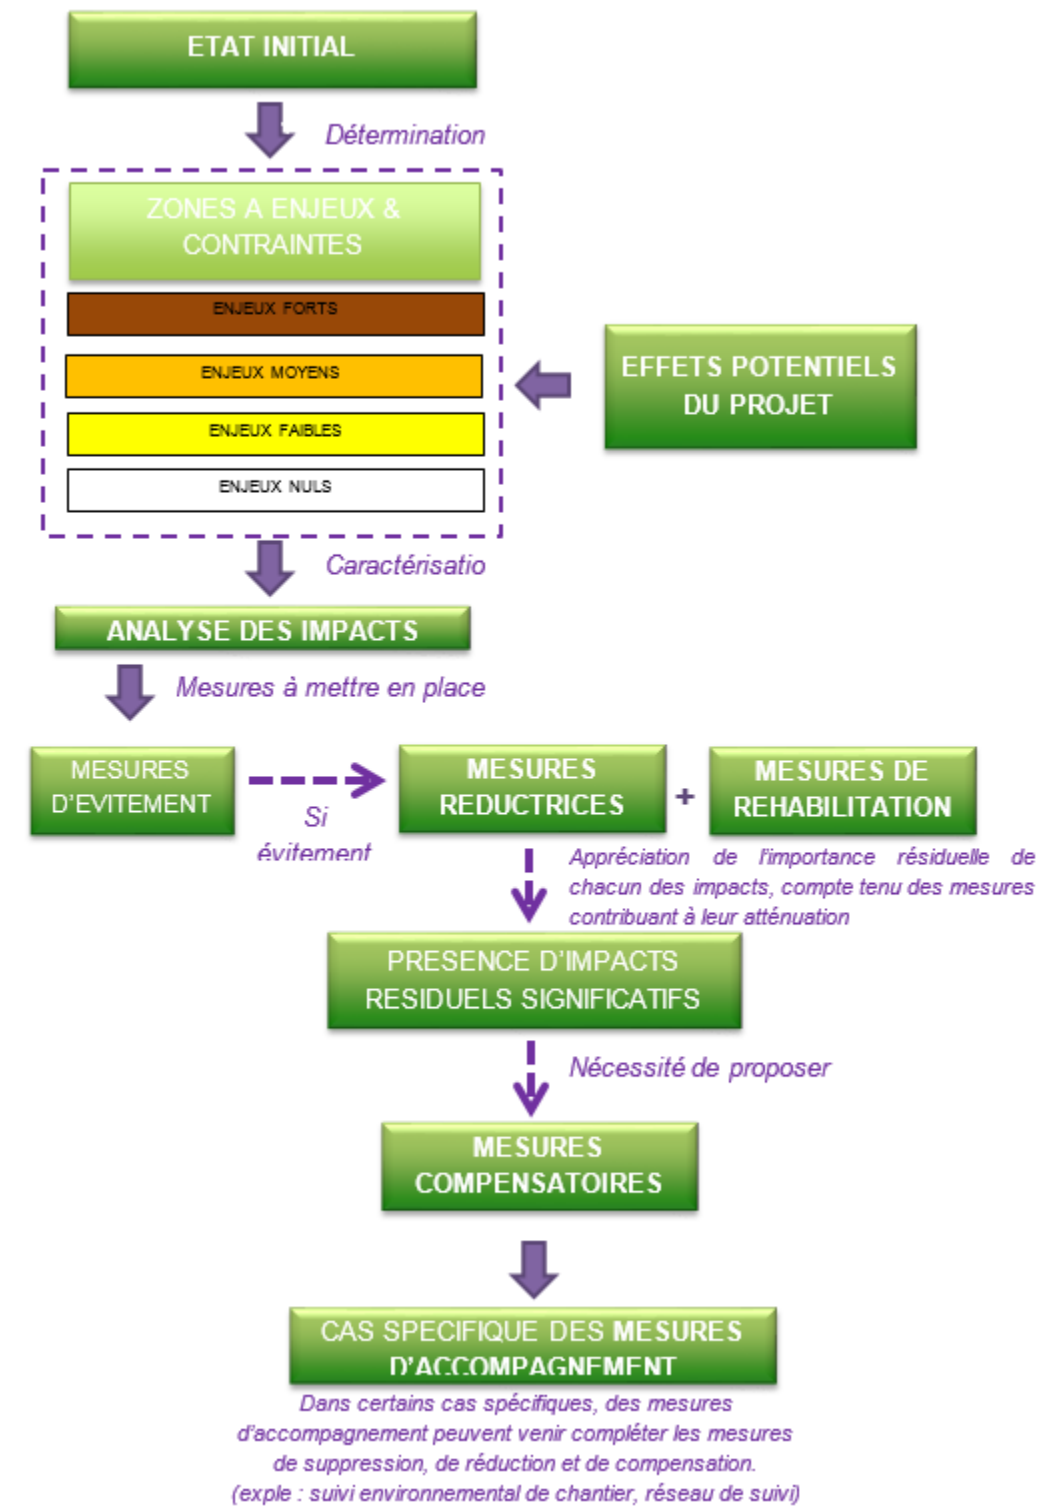 ETAT INITIAL
Détermination
ZONES A ENJEUX &
CONTRAINTES
ENJEUX FORTS
ENJEUX MOYENS
ENJEUX FAIBLES
ENJEUX NULS
EFFETS POTENTIELS
DU PROJET
Caractérisatio
ANALYSE DES IMPACTS
Mesures à mettre en place
MESURES
D'EVITEMENT
Si
évitement
MESURES
REDUCTRICES
+
MESURES DE
REHABILITATION
Appréciation de l'importance résiduelle de
chacun des impacts, compte tenu des mesures
contribuant à leur atténuation
PRESENCE D'IMPACTS
RESIDUELS SIGNIFICATIFS
Nécessité de proposer
MESURES
COMPENSATOIRES
CAS SPECIFIQUE DES MESURES
D'ACCOMPAGNEMENT
Dans certains cas spécifiques, des mesures
d'accompagnement peuvent venir compléter les mesures
de suppression, de réduction et de compensation.
(exple : suivi environnemental de chantier, réseau de suivi)